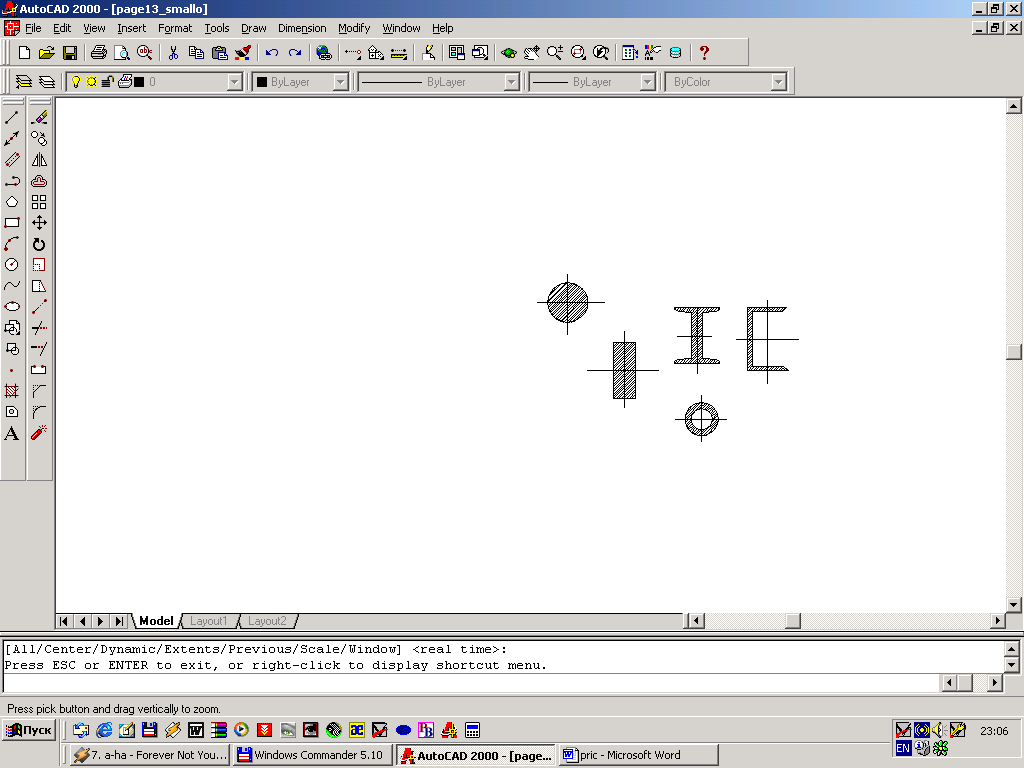 AutoCAD 2000 - [page13_smallo]
File Edit View Insert Format Tools Draw Dimension Modify Window Help
0 ByLayer ByLayer ByLayer ByColor
Model Layout1 Layout2
[All/Center/Dynamic/Extents/Previous/Scale/Window] <real time>:
Press ESC or ENTER to exit, or right-click to display shortcut menu.
Press pick button and drag vertically to zoom.
Пуск 23:06
7. a-ha - Forever Not You... Windows Commander 5.10 AutoCAD 2000 - [page... pric - Microsoft Word EN